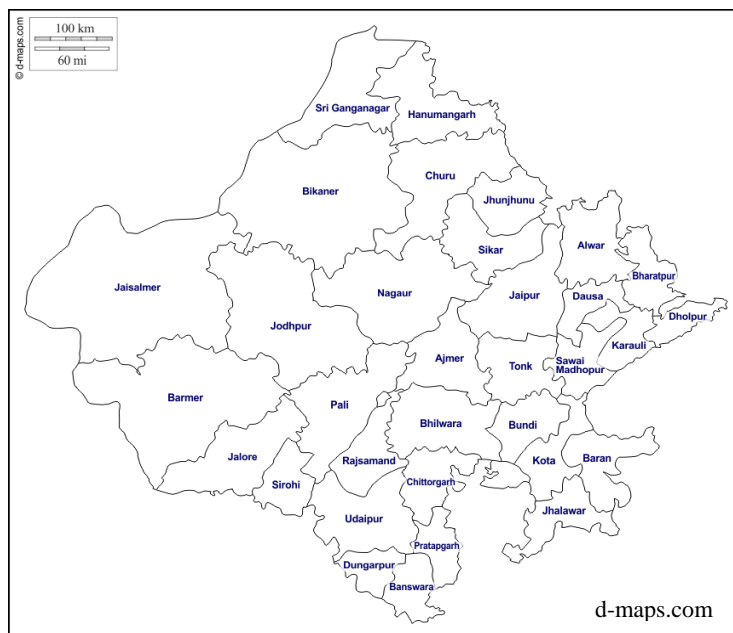 © d-maps.com
100 km
60 mi
Sri Ganganagar
Hanumangarh
Bikaner
Churu
Jhunjhunu
Sikar
Alwar
Bharatpur
Jaisalmer
Nagaur
Jaipur
Dausa
Dholpur
Jodhpur
Karauli
Ajmer
Tonk
Sawai
Madhopur
Barmer
Pali
Bhilwara
Bundi
Jalore
Rajsamand
Kota
Baran
Sirohi
Chittorgarh
Jhalawar
Udaipur
Pratapgarh
Dungarpur
Banswara
d-maps.com